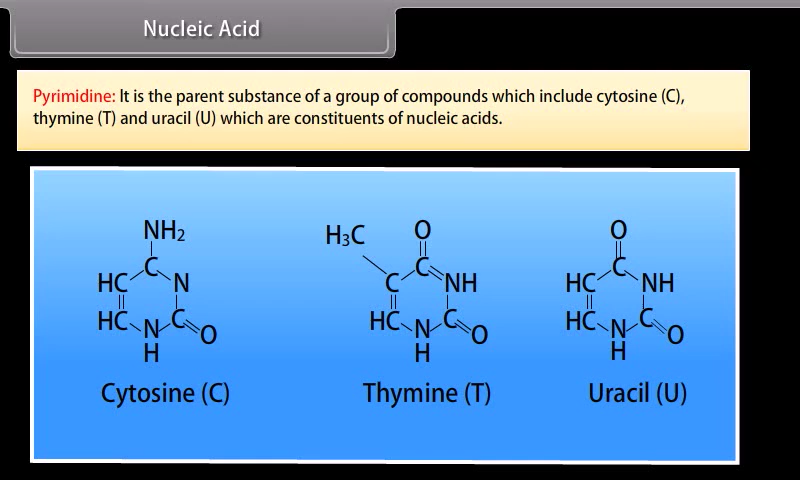 Nucleic Acid
Pyrimidine: It is the parent substance of a group of compounds which include cytosine (C),
thymine (T) and uracil (U) which are constituents of nucleic acids.
NH₂
C
HC N
HC C
N O
H
Cytosine (C)
H₃C O
C
C NH
HC C
N O
H
Thymine (T)
O
C
HC NH
HC C
N O
H
Uracil (U)